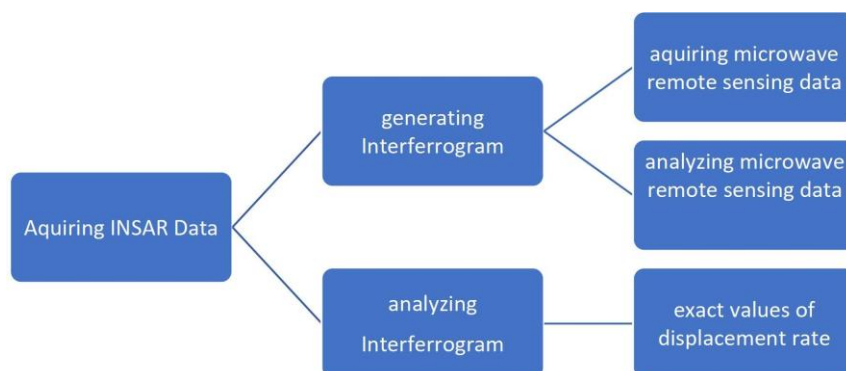 Aquiring INSAR Data
generating
Interferrogram
aquiring microwave
remote sensing data
analyzing microwave
remote sensing data
analyzing
Interferrogram
exact values of
displacement rate